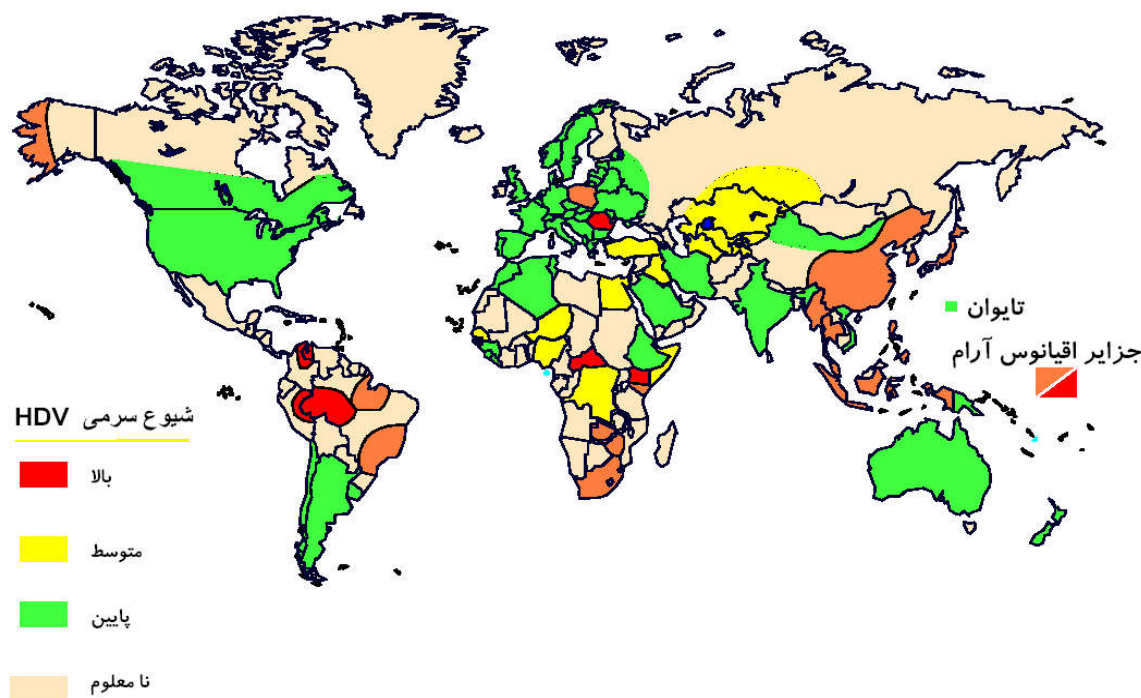 تایوان
جزایر اقیانوس آرام
شیوع سرمی HDV
بالا
متوسط
پایین
نا معلوم